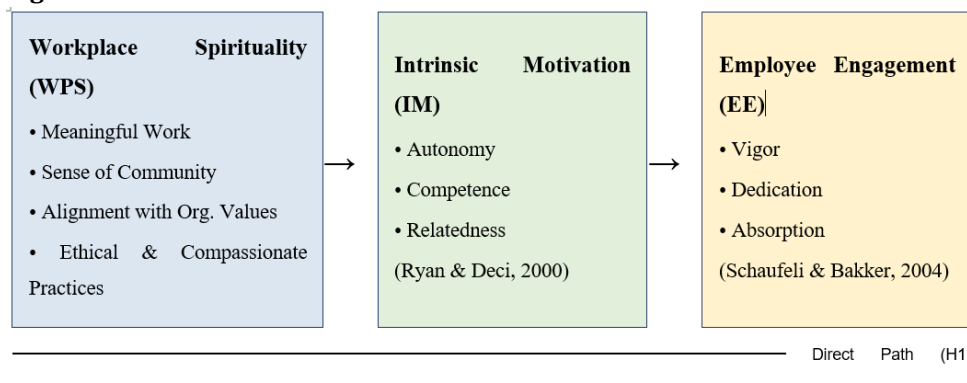 Workplace Spirituality
(WPS)
• Meaningful Work
• Sense of Community
• Alignment with Org. Values
• Ethical & Compassionate
Practices
→
Intrinsic Motivation
(IM)
• Autonomy
• Competence
• Relatedness
(Ryan & Deci, 2000)
→
Employee Engagement
(EE)
• Vigor
• Dedication
• Absorption
(Schaufeli & Bakker, 2004)
Direct Path (H1